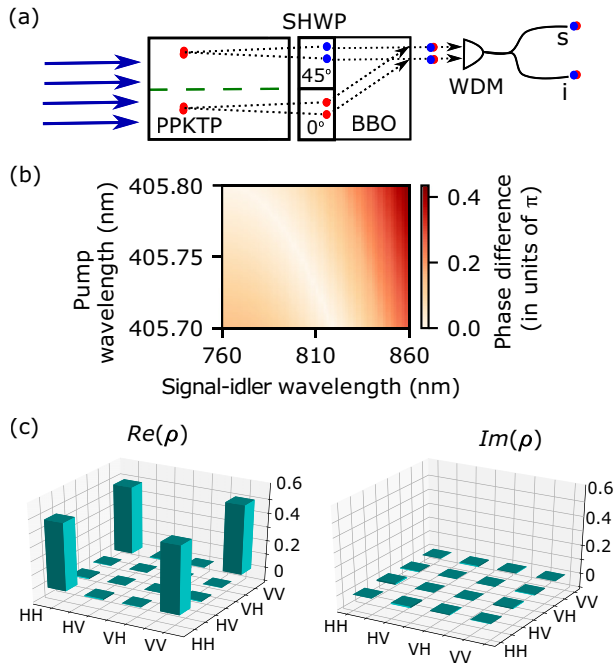 (a)
SHWP
45°
0°
PPKTP
BBO
WDM
s
i
(b)
405.80
405.75
405.70
Pump
wavelength (nm)
760
810
860
Signal-idler wavelength (nm)
0.4
0.2
0.0
Phase difference
(in units of π)
(c)
Re(ρ)
0.6
0.4
0.2
0
HH
HV
VH
VV
HH
HV
VH
VV
Im(ρ)
0.6
0.4
0.2
0
HH
HV
VH
VV
HH
HV
VH
VV